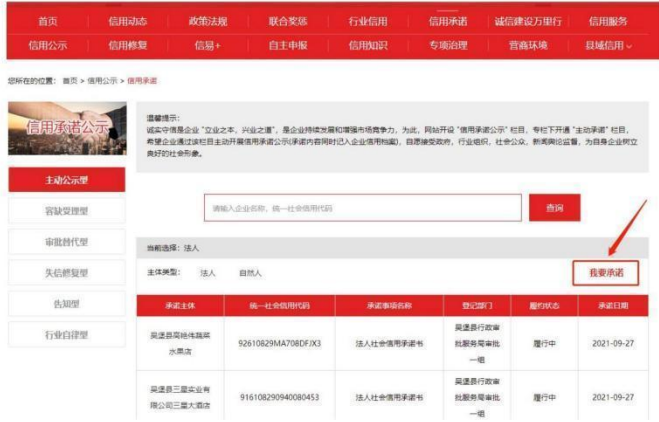 首页 信用动态 政策法规 联合奖惩 行业信用 信用承诺 诚信建设万里行 信用服务
信用公示 信用修复 信易+ 自主申报 信用知识 专项治理 营商环境 县域信用
您所在的位置: 首页 > 信用公示 > 信用承诺
信用承诺公示
温馨提示:
诚实守信是企业“立业之本、兴业之道”,是企业持续发展和增强市场竞争力,为此,网站开设“信用承诺公示”栏目,专栏下开通“主动承诺”栏目,
希望企业通过该栏目主动开展信用承诺公示(承诺内容同时记入企业信用档案),自愿接受政府,行业组织,社会公众,新闻舆论监督,为自身企业树立
良好的社会形象。
主动公示型
容缺受理型
审批替代型
失信修复型
告知型
行业自律型
请输入企业名称、统一社会信用代码
查询
当前选择: 法人
主体类型: 法人 自然人
我要承诺
承诺主体 统一社会信用代码 承诺事项名称 登记部门 履约状态 承诺日期
吴堡县高艳伟蔬菜
水果店
92610829MA708DFJX3
法人社会信用承诺书
吴堡县行政审
批服务局审批
一组
履行中
2021-09-27
吴堡县三星实业有
限公司三星大酒店
916108290940080453
法人社会信用承诺书
吴堡县行政审
批服务局审批
一组
履行中
2021-09-27